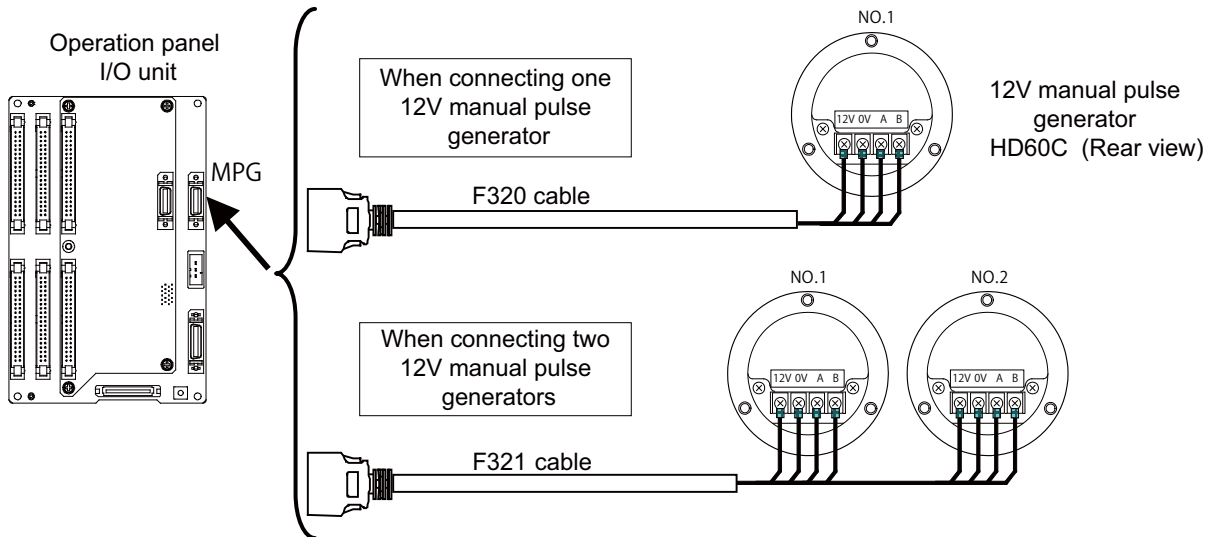 Operation panel
I/O unit
MPG
When connecting one
12V manual pulse
generator
F320 cable
NO.1
12V 0V A B
12V manual pulse
generator
HD60C (Rear view)
When connecting two
12V manual pulse
generators
F321 cable
NO.1
12V 0V A B
NO.2
12V 0V A B